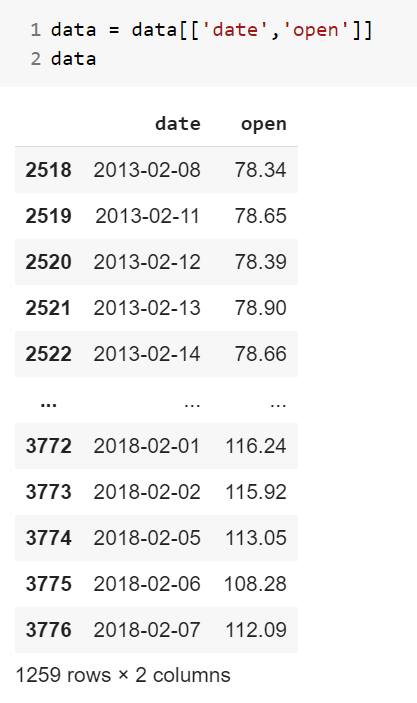 1 data = data[['date','open']]
2 data
date open
2518 2013-02-08 78.34
2519 2013-02-11 78.65
2520 2013-02-12 78.39
2521 2013-02-13 78.90
2522 2013-02-14 78.66
... ... ...
3772 2018-02-01 116.24
3773 2018-02-02 115.92
3774 2018-02-05 113.05
3775 2018-02-06 108.28
3776 2018-02-07 112.09
1259 rows × 2 columns